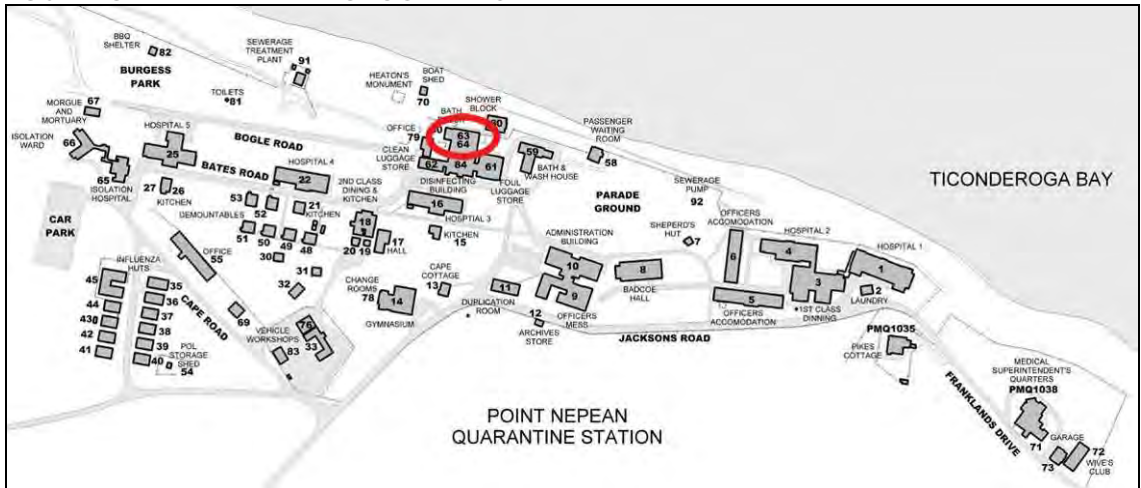 BBQ
SHELTER
82
BURGESS
PARK
SEWERAGE
TREATMENT
PLANT
91
TOILETS
81
HEATON'S
MONUMENT
BOAT
SHED
70
SHOWER
BLOCK
MORGUE
AND
MORTUARY
67
ISOLATION
WARD
66
65
ISOLATION
HOSPITAL
HOSPITAL 5
25
BOGLE ROAD
BATES ROAD
HOSPITAL 4
22
OFFICE
79
CLEAN
LUGGAGE
STORE
62
63
64
84
61
DISINFECTING
BUILDING
FOUL
LUGGAGE
STORE
59
BATH &
WASH HOUSE
PASSENGER
WAITING
ROOM
58
TICONDEROGA BAY
27
26
KITCHEN
53
52
21
KITCHEN
DEMOUNTABLES
51
50
49
48
2ND CLASS
DINING &
KITCHEN
18
20
19
17
HALL
16
HOSPTIAL 3
KITCHEN
15
PARADE
GROUND
SEWERAGE
PUMP
92
SHEPERD'S
HUT
7
OFFICERS
ACCOMODATION
6
HOSPITAL 2
4
HOSPITAL 1
1
2
LAUNDRY
3
1ST CLASS
DINNING
5
OFFICERS
ACCOMODATION
ADMINISTRATION
BUILDING
10
9
OFFICERS
MESS
8
BADCOE
HALL
CAR
PARK
OFFICE
55
30
31
32
INFLUENZA
HUTS
45
44
43
42
41
35
36
37
38
39
40
POL
STORAGE
SHED
54
CAPE ROAD
69
VEHICLE
WORKSHOPS
76
33
83
CHANGE
ROOMS
78
14
GYMNASIUM
CAPE
COTTAGE
13
11
DUPLICATION
ROOM
12
ARCHIVES
STORE
JACKSONS ROAD
PMQ1035
PIKES
COTTAGE
FRANKLANDS DRIVE
MEDICAL
SUPERINTENDENT'S
QUARTERS
PMQ1038
71
GARAGE
73
72
WIVE'S
CLUB
POINT NEPEAN
QUARANTINE STATION